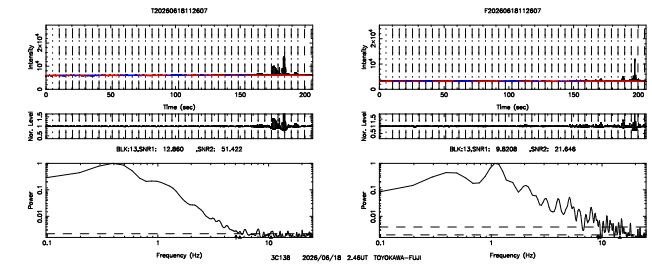 T20260618112607
F20260618112607
Intensity
2×10⁴
10⁴
0
0 50 100 150 200
Time (sec)
Intensity
2×10⁴
10⁴
0
0 50 100 150 200
Time (sec)
Nor. Level
1.5
1
0.5
Nor. Level
1.5
1
0.5
BLK:13,SNR1: 12.860 ,SNR2: 51.422
BLK:13,SNR1: 9.8208 ,SNR2: 21.646
Power
1
0.1
0.01
0.1 1 10
Frequency (Hz)
Power
1
0.1
0.01
0.1 1 10
Frequency (Hz)
3C138 2026/06/18 2.46UT TOYOKAWA-FUJI